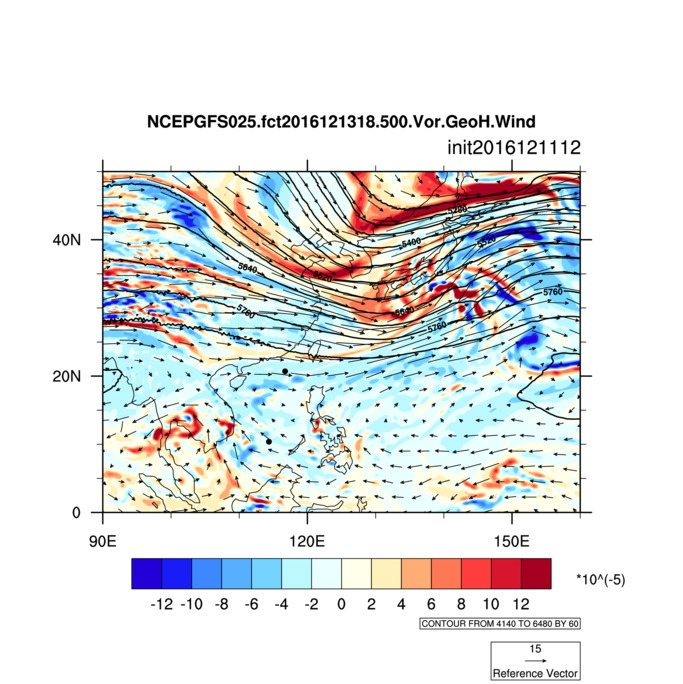 NCEPGFS025.fct2016121318.500.Vor.GeoH.Wind
init2016121112
5280
5400
5520
40N
5640
5520
5760
5760
5640
5760
20N
0
90E 120E 150E
*10^(-5)
-12 -10 -8 -6 -4 -2 0 2 4 6 8 10 12
CONTOUR FROM 4140 TO 6480 BY 60
15
Reference Vector